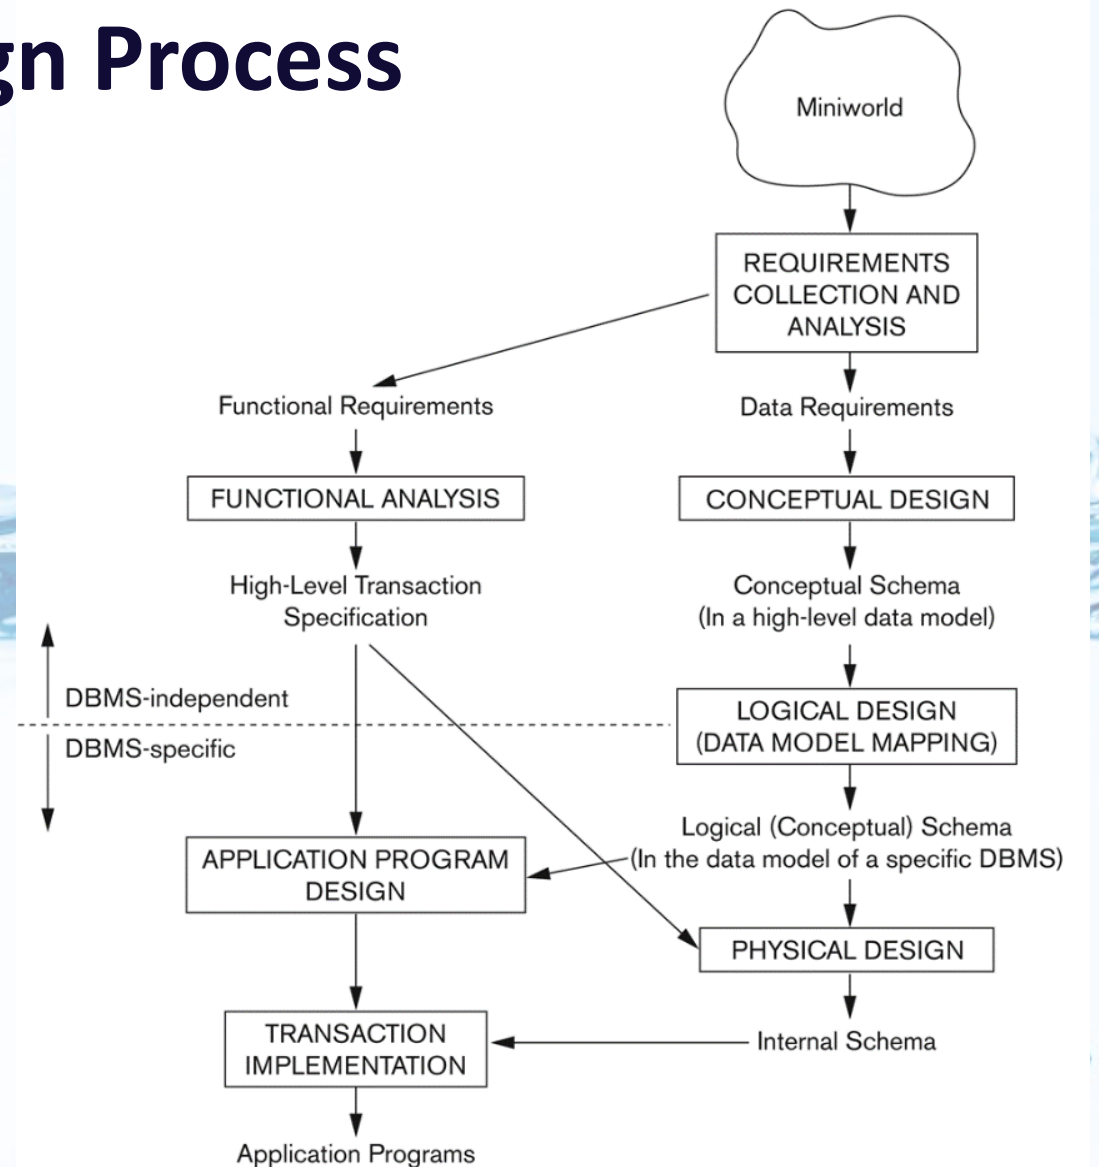 gn Process
Miniworld
REQUIREMENTS
COLLECTION AND
ANALYSIS
Functional Requirements
Data Requirements
FUNCTIONAL ANALYSIS
CONCEPTUAL DESIGN
High-Level Transaction
Specification
Conceptual Schema
(In a high-level data model)
DBMS-independent
DBMS-specific
LOGICAL DESIGN
(DATA MODEL MAPPING)
Logical (Conceptual) Schema
(In the data model of a specific DBMS)
APPLICATION PROGRAM
DESIGN
PHYSICAL DESIGN
TRANSACTION
IMPLEMENTATION
Internal Schema
Application Programs